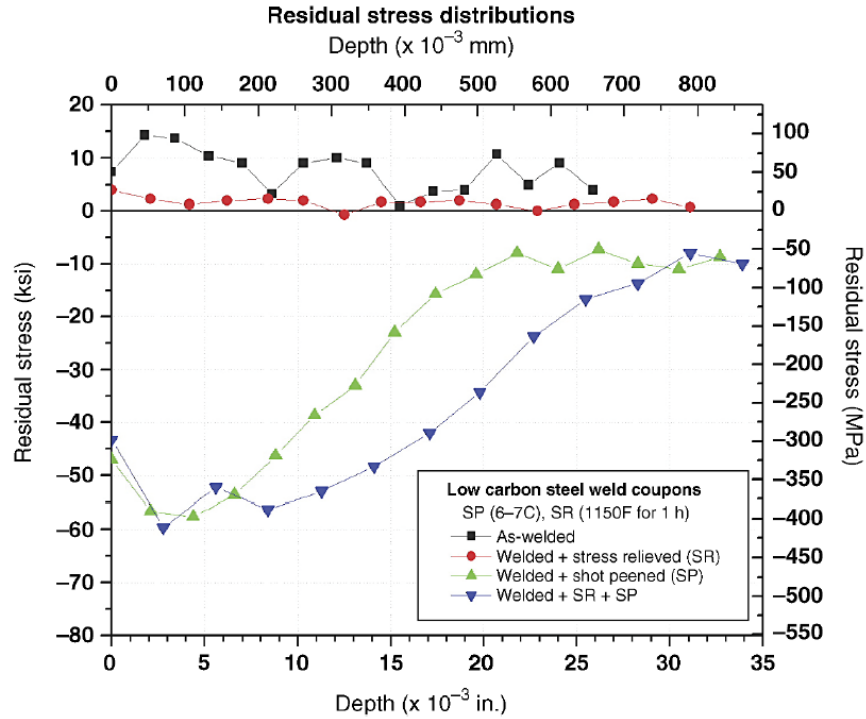 Residual stress distributions
Depth (x 10⁻³ mm)
0 100 200 300 400 500 600 700 800
20
10
0
–10
–20
–30
–40
–50
–60
–70
–80
Residual stress (ksi)
100
50
0
–50
–100
–150
–200
–250
–300
–350
–400
–450
–500
–550
Residual stress (MPa)
Low carbon steel weld coupons
SP (6–7C), SR (1150F for 1 h)
As-welded
Welded + stress relieved (SR)
Welded + shot peened (SP)
Welded + SR + SP
0 5 10 15 20 25 30 35
Depth (x 10⁻³ in.)